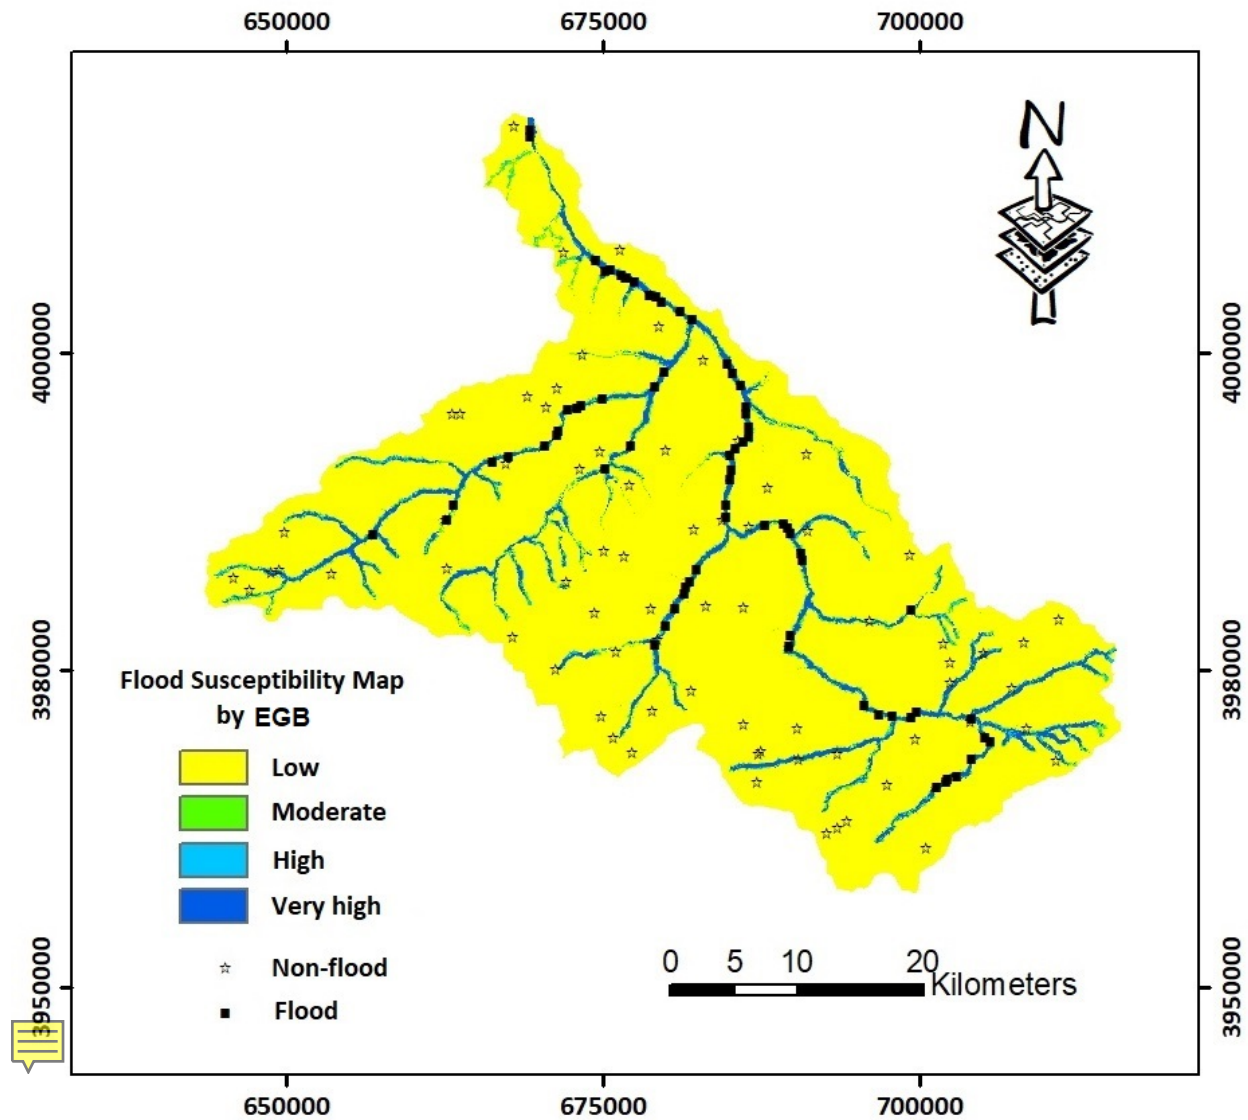 650000 675000 700000
N
4000000 4000000
3980000 3980000
3950000 3950000
Flood Susceptibility Map
by EGB
Low
Moderate
High
Very high
Non-flood
Flood
0 5 10 20
Kilometers
650000 675000 700000